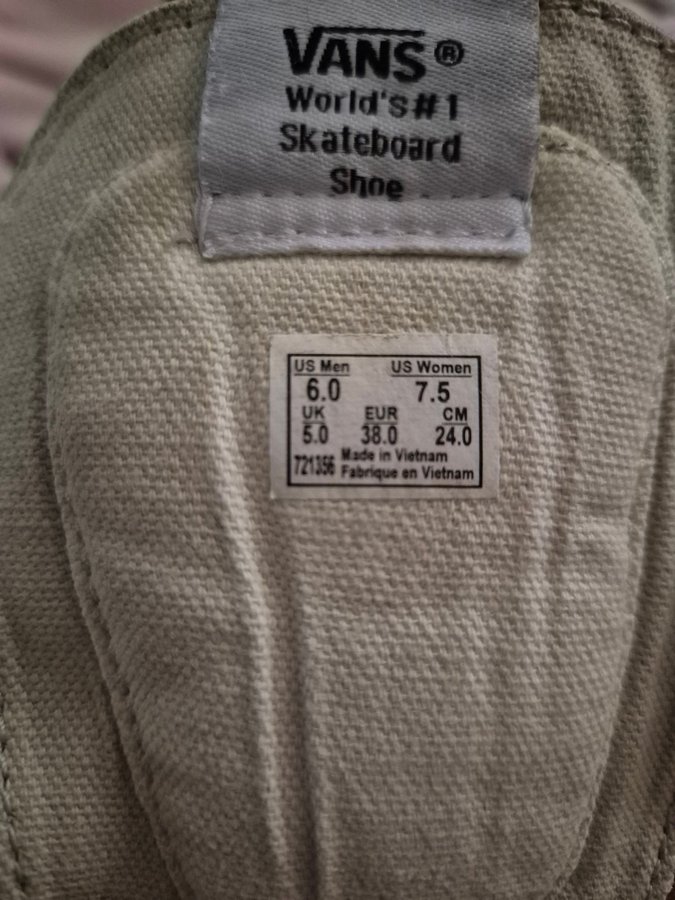 VANS®
World's #1
Skateboard
Shoe
US Men US Women
6.0 7.5
UK EUR CM
5.0 38.0 24.0
721356 Made in Vietnam
Fabrique en Vietnam